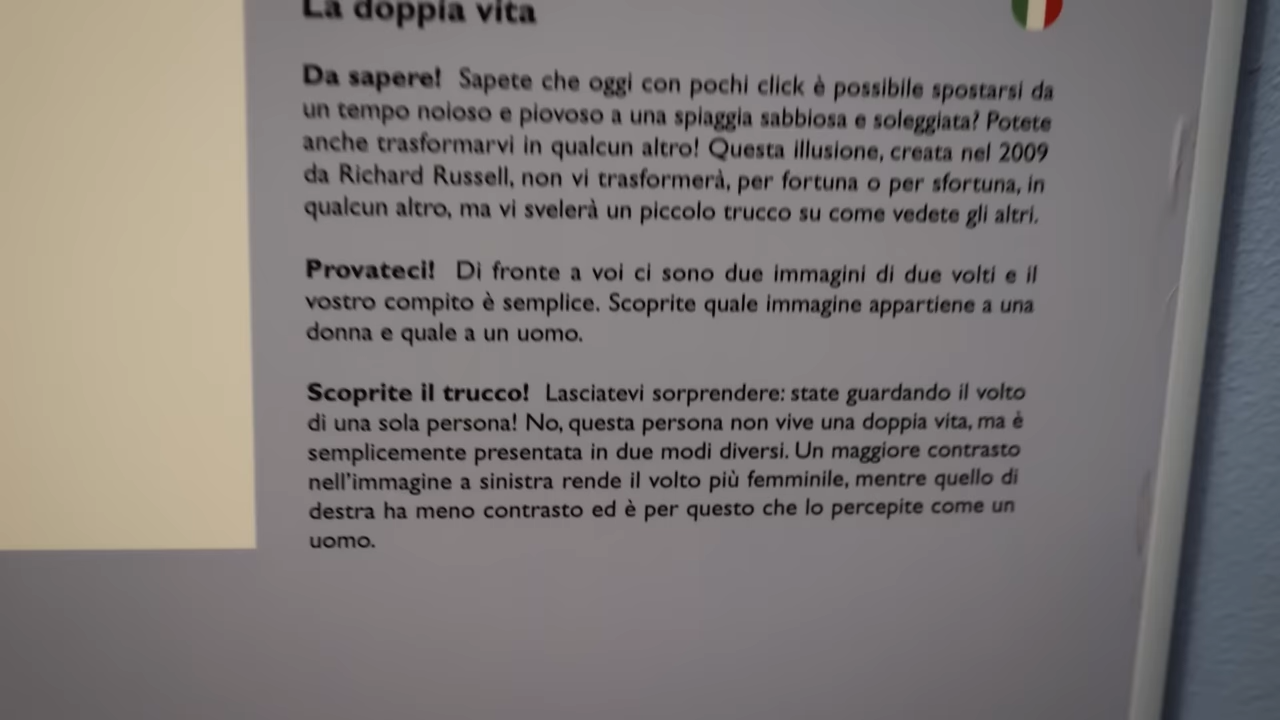 La doppia vita
Da sapere! Sapete che oggi con pochi click è possibile spostarsi da
un tempo noioso e piovoso a una spiaggia sabbiosa e soleggiata? Potete
anche trasformarvi in qualcun altro! Questa illusione, creata nel 2009
da Richard Russell, non vi trasformerà, per fortuna o per sfortuna, in
qualcun altro, ma vi svelerà un piccolo trucco su come vedete gli altri.
Provateci! Di fronte a voi ci sono due immagini di due volti e il
vostro compito è semplice. Scoprite quale immagine appartiene a una
donna e quale a un uomo.
Scoprite il trucco! Lasciatevi sorprendere: state guardando il volto
di una sola persona! No, questa persona non vive una doppia vita, ma è
semplicemente presentata in due modi diversi. Un maggiore contrasto
nell'immagine a sinistra rende il volto più femminile, mentre quello di
destra ha meno contrasto ed è per questo che lo percepite come un
uomo.